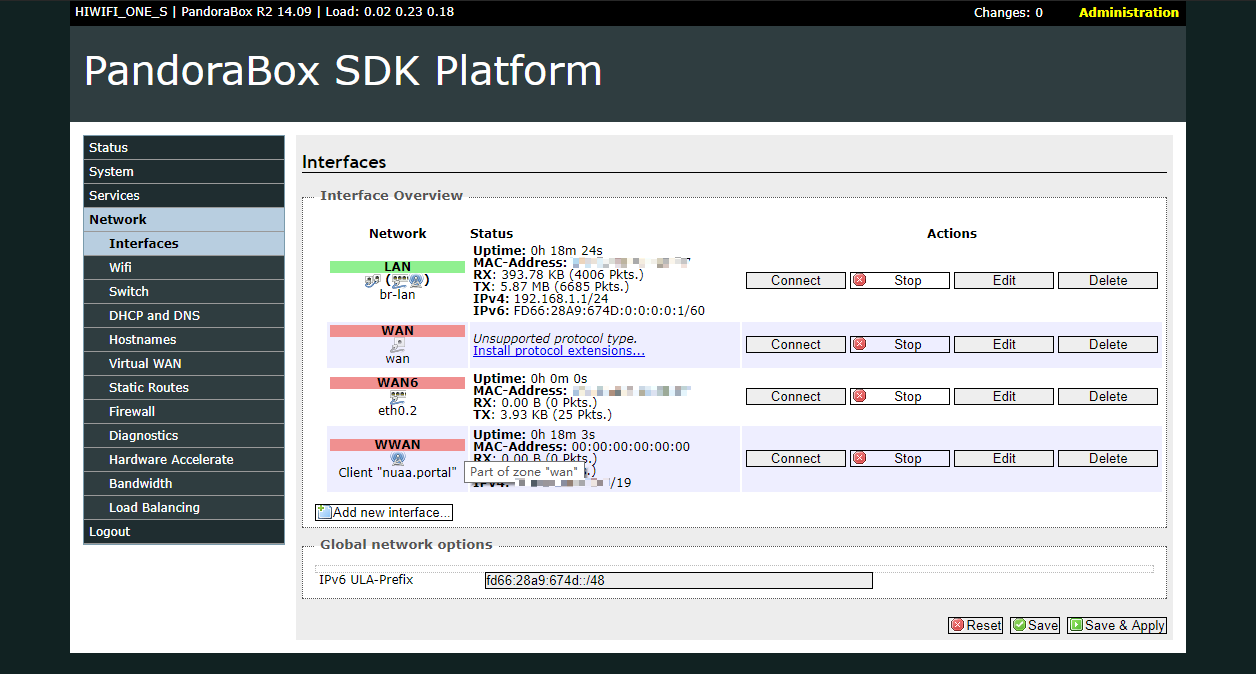 HIWIFI_ONE_S | PandoraBox R2 14.09 | Load: 0.02 0.23 0.18
Changes: 0
Administration
PandoraBox SDK Platform
Status
System
Services
Network
Interfaces
Wifi
Switch
DHCP and DNS
Hostnames
Virtual WAN
Static Routes
Firewall
Diagnostics
Hardware Accelerate
Bandwidth
Load Balancing
Logout
Interfaces
Interface Overview
Network Status Actions
LAN
( )
br-lan
Uptime: 0h 18m 24s
MAC-Address:
RX: 393.78 KB (4006 Pkts.)
TX: 5.87 MB (6685 Pkts.)
IPv4: 192.168.1.1/24
IPv6: FD66:28A9:674D:0:0:0:0:1/60
Connect Stop Edit Delete
WAN
wan
Unsupported protocol type.
Install protocol extensions...
Connect Stop Edit Delete
WAN6
eth0.2
Uptime: 0h 0m 0s
MAC-Address:
RX: 0.00 B (0 Pkts.)
TX: 3.93 KB (25 Pkts.)
Connect Stop Edit Delete
WWAN
Client "nuaa.portal"
Uptime: 0h 18m 3s
MAC-Address: 00:00:00:00:00:00
RX: 0.00 B (0 Pkts.)
Part of zone "wan"
IPv4: /19
Connect Stop Edit Delete
Add new interface...
Global network options
IPv6 ULA-Prefix
fd66:28a9:674d::/48
Reset Save Save & Apply